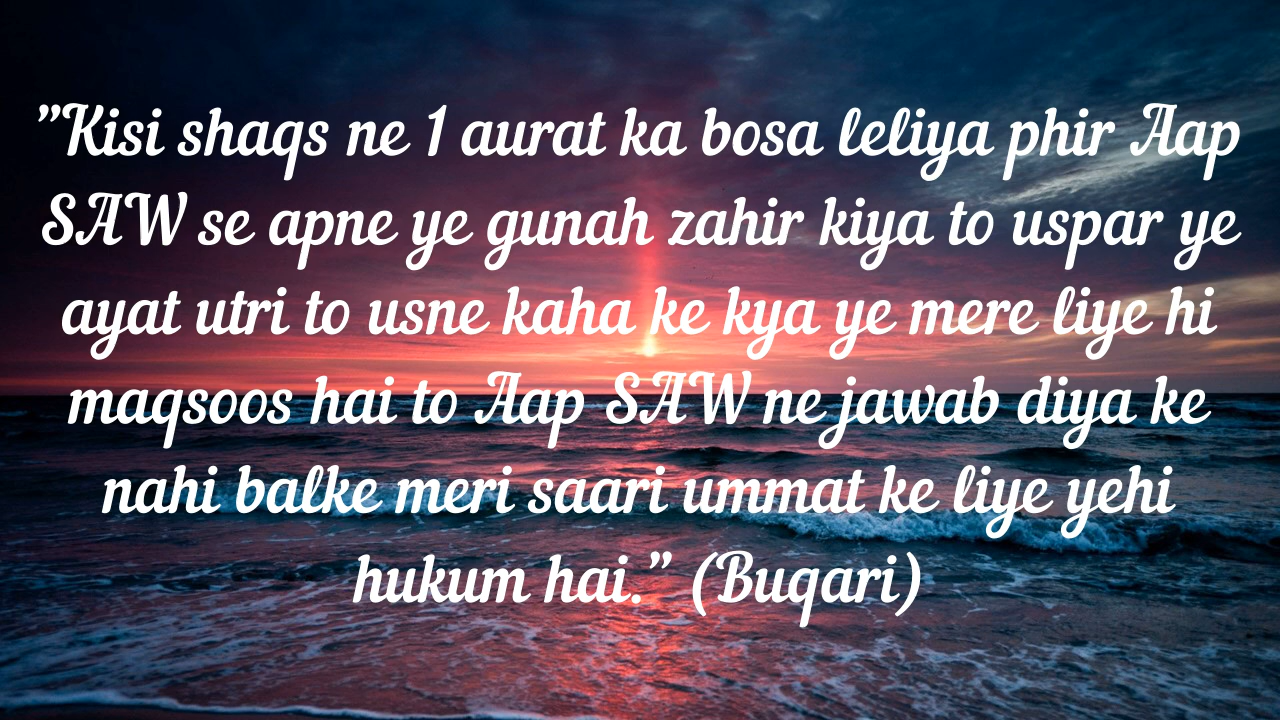 "Kisi shaqs ne 1 aurat ka bosa leliya phir Aap
SAW se apne ye gunah zahir kiya to uspar ye
ayat utri to usne kaha ke kya ye mere liye hi
maqsoos hai to Aap SAW ne jawab diya ke
nahi balke meri saari ummat ke liye yehi
hukum hai." (Buqari)